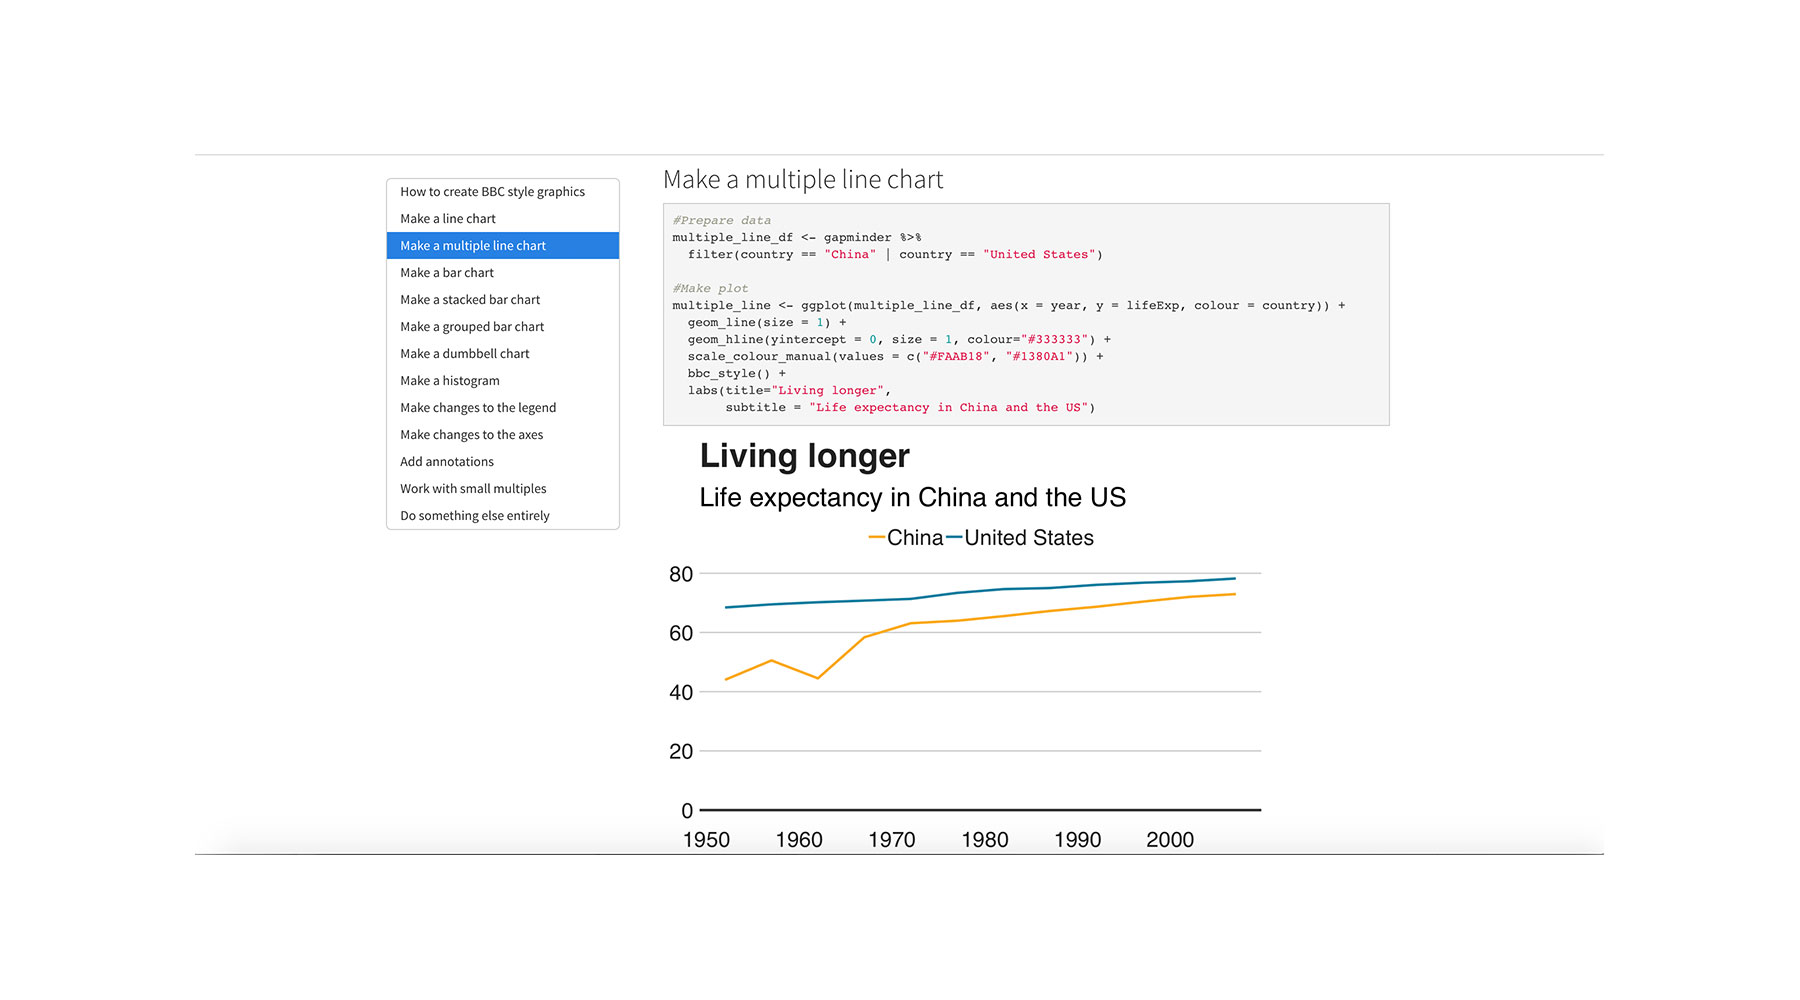 How to create BBC style graphics
Make a line chart
Make a multiple line chart
Make a bar chart
Make a stacked bar chart
Make a grouped bar chart
Make a dumbbell chart
Make a histogram
Make changes to the legend
Make changes to the axes
Add annotations
Work with small multiples
Do something else entirely
Make a multiple line chart
#Prepare data
multiple_line_df <- gapminder %>%
  filter(country == "China" | country == "United States")
#Make plot
multiple_line <- ggplot(multiple_line_df, aes(x = year, y = lifeExp, colour = country)) +
  geom_line(size = 1) +
  geom_hline(yintercept = 0, size = 1, colour="#333333") +
  scale_colour_manual(values = c("#FAAB18", "#1380A1")) +
  bbc_style() +
  labs(title="Living longer",
       subtitle = "Life expectancy in China and the US")
Living longer
Life expectancy in China and the US
China United States
80
60
40
20
0
1950 1960 1970 1980 1990 2000